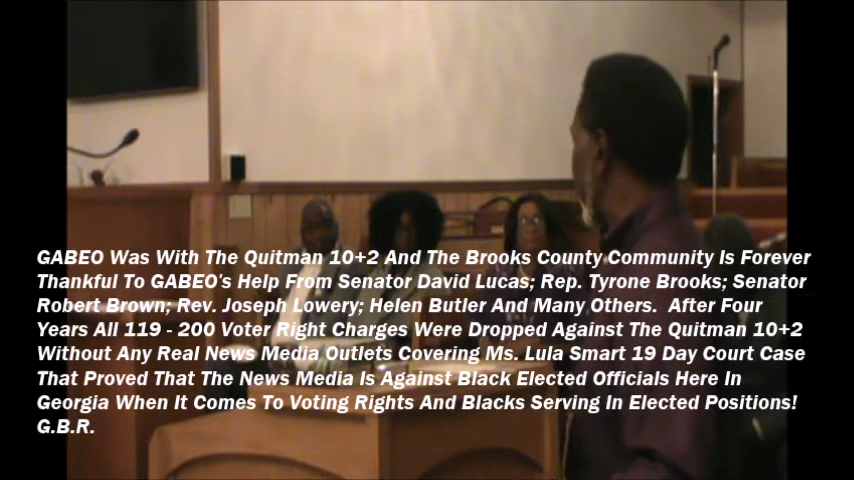 GABEO Was With The Quitman 10+2 And The Brooks County Community Is Forever
Thankful To GABEO's Help From Senator David Lucas; Rep. Tyrone Brooks; Senator
Robert Brown; Rev. Joseph Lowery; Helen Butler And Many Others.  After Four
Years All 119 - 200 Voter Right Charges Were Dropped Against The Quitman 10+2
Without Any Real News Media Outlets Covering Ms. Lula Smart 19 Day Court Case
That Proved That The News Media Is Against Black Elected Officials Here In
Georgia When It Comes To Voting Rights And Blacks Serving In Elected Positions!
G.B.R.